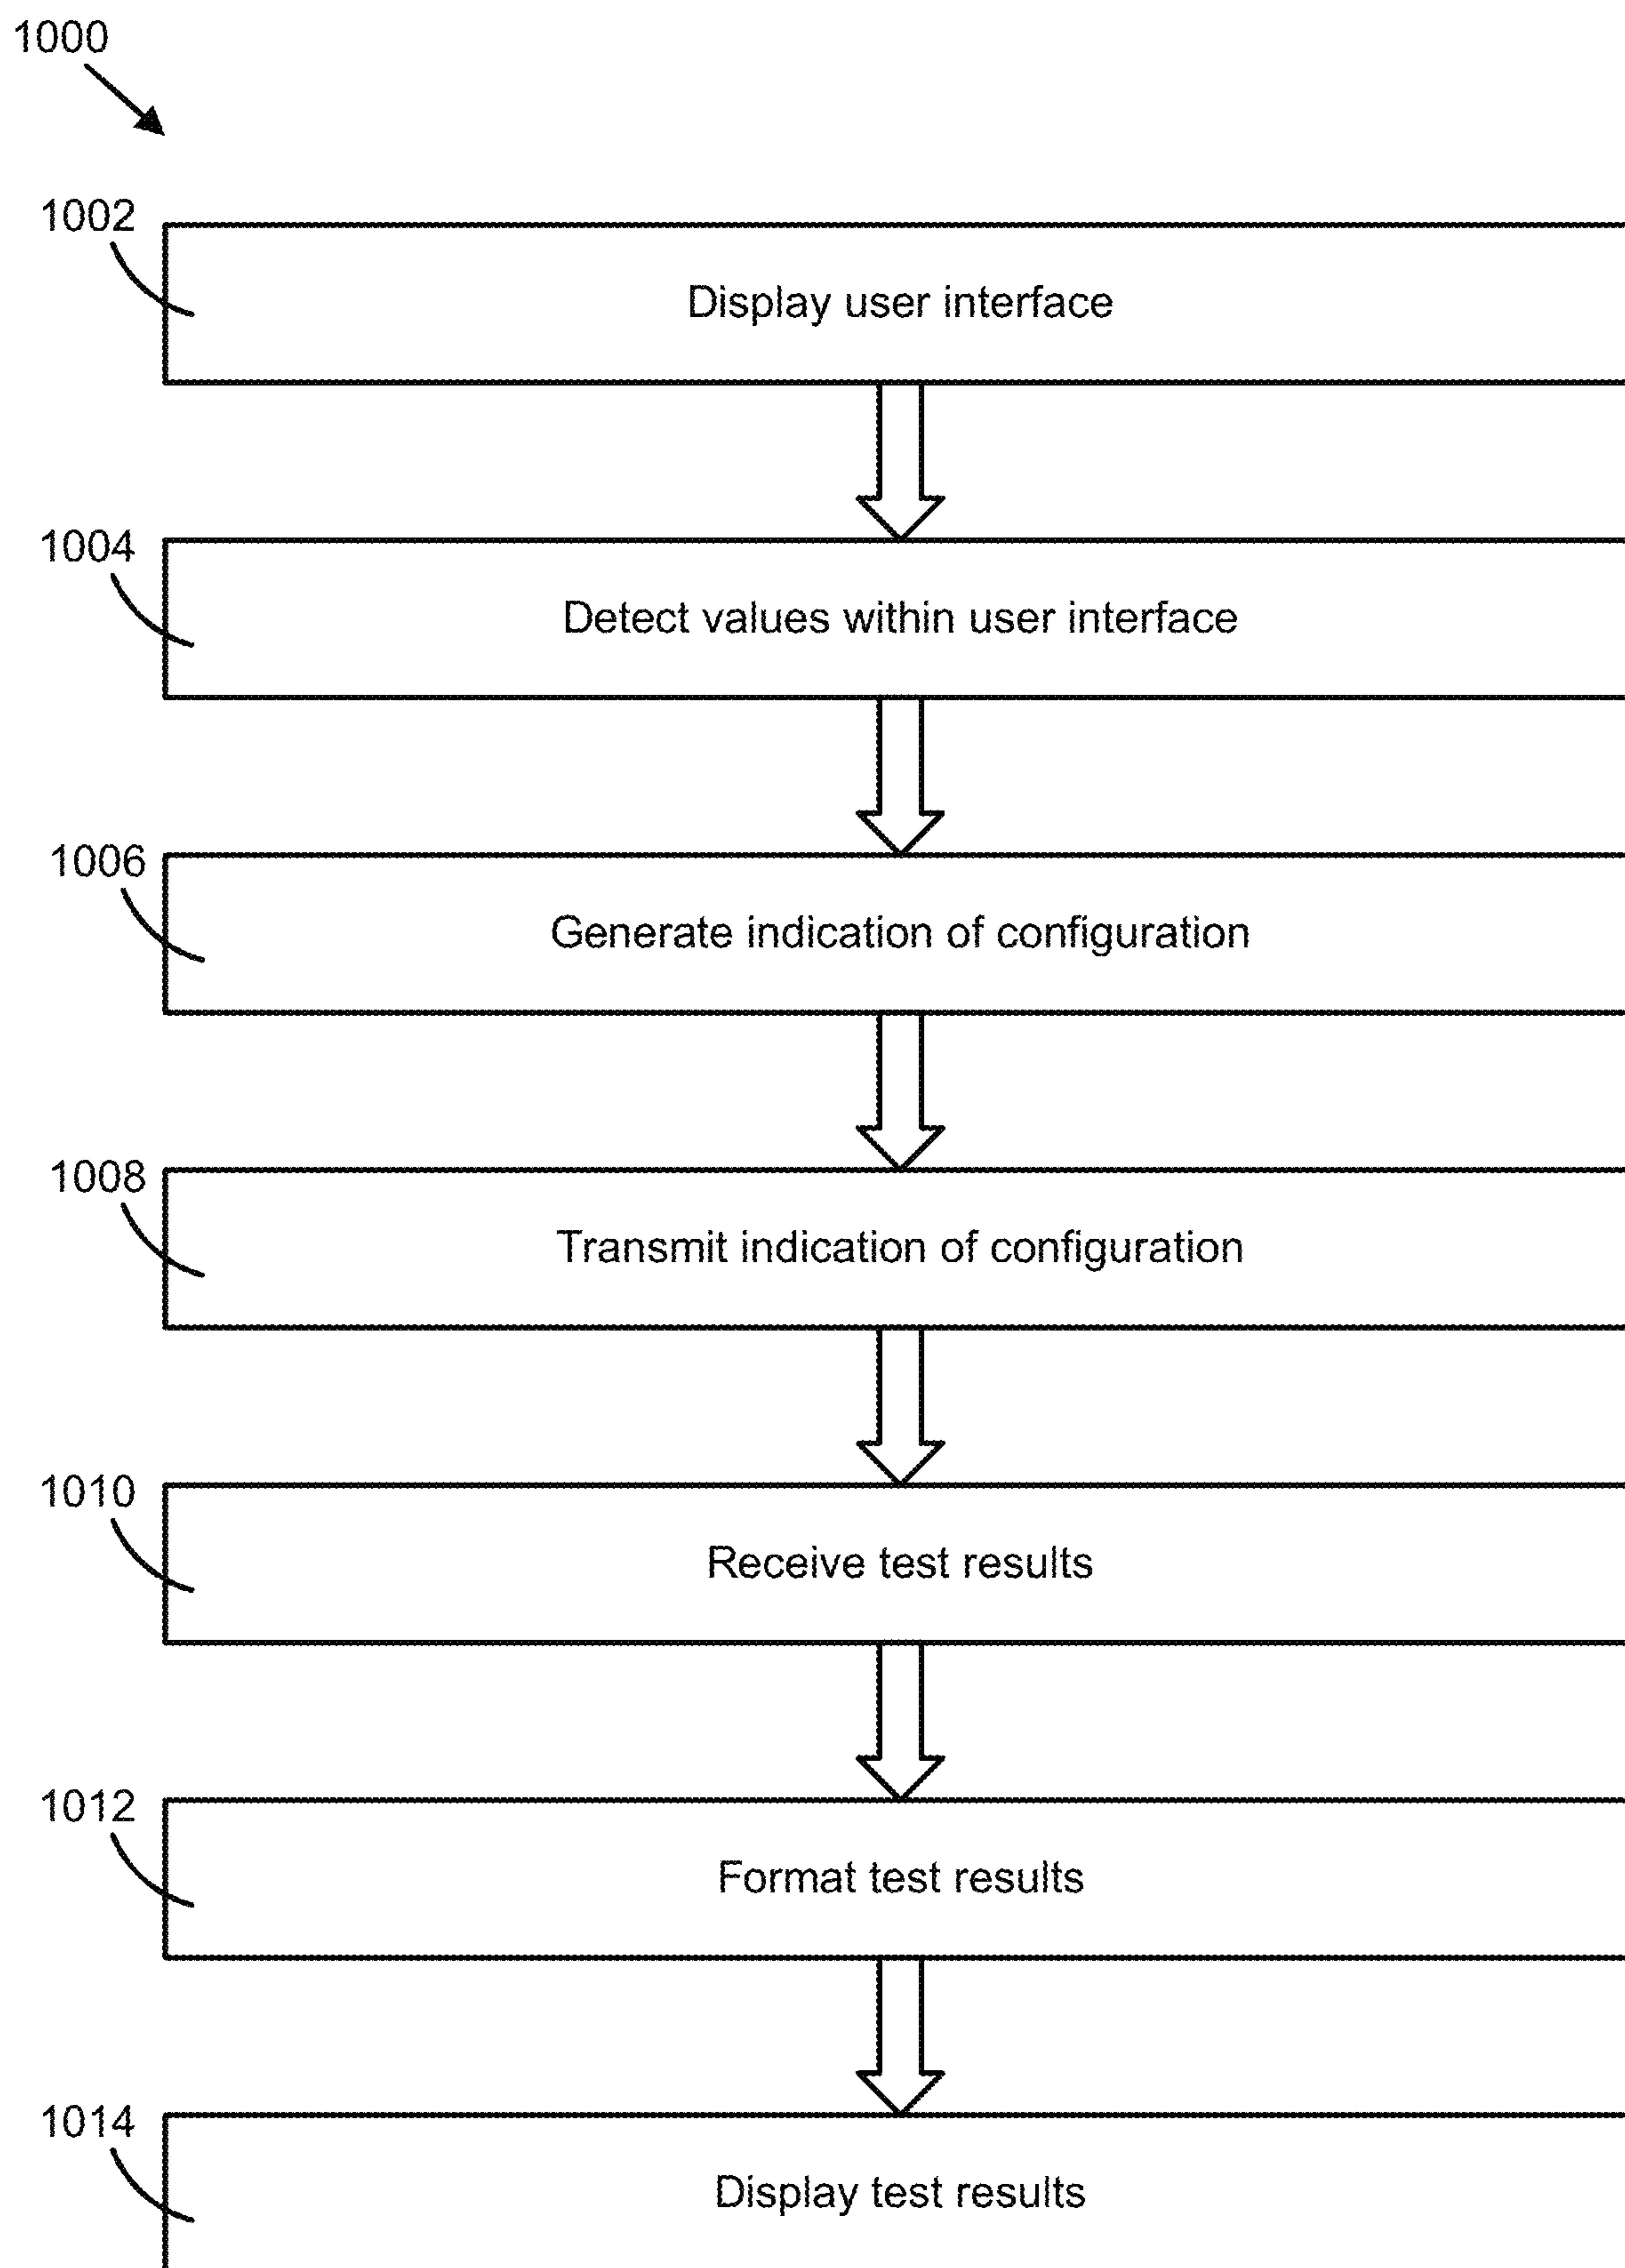 1000
1002
Display user interface
1004
Detect values within user interface
1006
Generate indication of configuration
1008
Transmit indication of configuration
1010
Receive test results
1012
Format test results
1014
Display test results